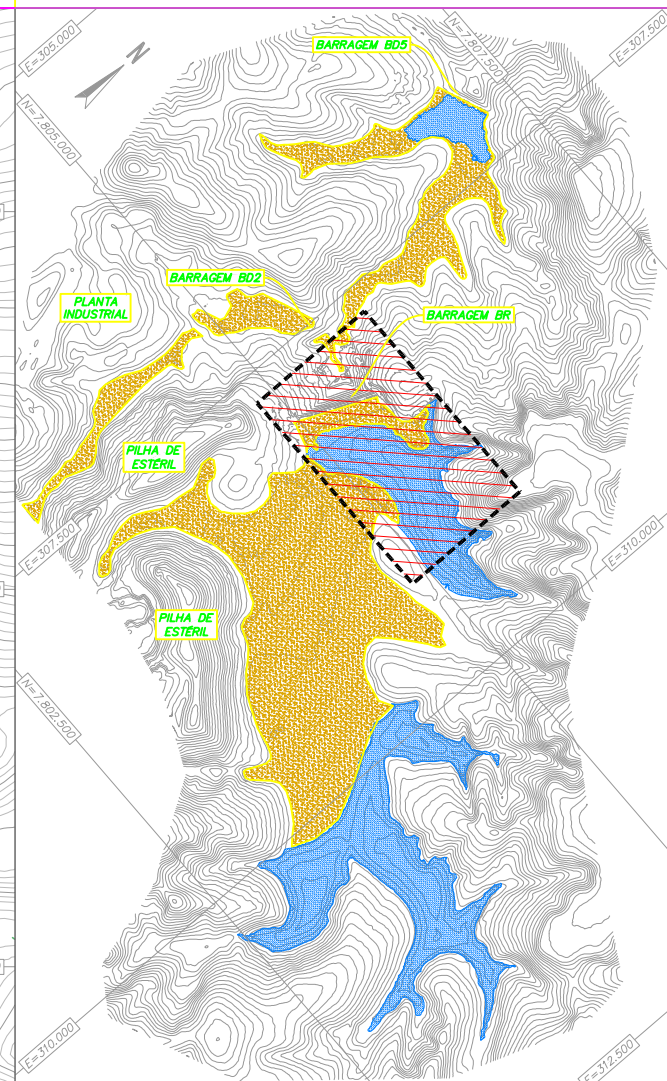 N=7.807.500
E=305.000
E=307.500
BARRAGEM BD5
N
N=7.805.000
BARRAGEM BD2
PLANTA
INDUSTRIAL
BARRAGEM BR
PILHA DE
ESTÉRIL
E=307.500
E=310.000
PILHA DE
ESTÉRIL
N=7.802.500
E=310.000
E=312.500